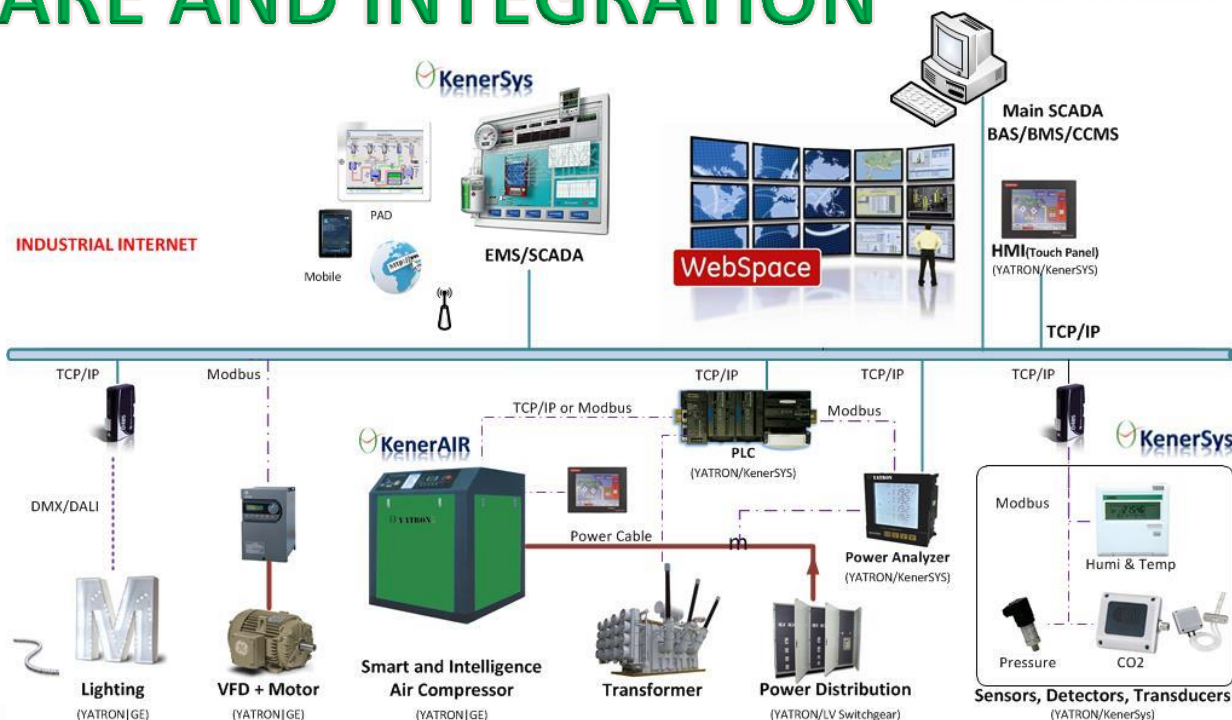 ARE AND INTEGRATION
KenerSys
Main SCADA
BAS/BMS/CCMS
PAD
INDUSTRIAL INTERNET
Mobile
http://
EMS/SCADA
WebSpace
HMI(Touch Panel)
(YATRON/KenerSYS)
TCP/IP
TCP/IP
Modbus
TCP/IP
TCP/IP
TCP/IP
TCP/IP or Modbus
Modbus
KenerAIR
PLC
(YATRON/KenerSYS)
KenerSys
DMX/DALI
YATRON
YATRON
Modbus
Power Cable
m
Power Analyzer
(YATRON/KenerSYS)
Humi & Temp
M
Pressure
CO2
Lighting
(YATRON|GE)
VFD + Motor
(YATRON|GE)
Smart and Intelligence
Air Compressor
(YATRON|GE)
Transformer
Power Distribution
(YATRON/LV Switchgear)
Sensors, Detectors, Transducers
(YATRON/KenerSys)